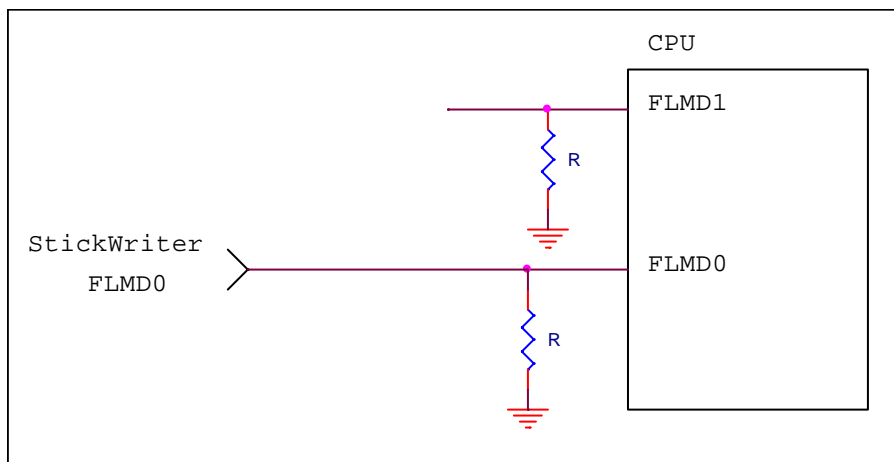 CPU
FLMD1
R
StickWriter
FLMD0
FLMD0
R